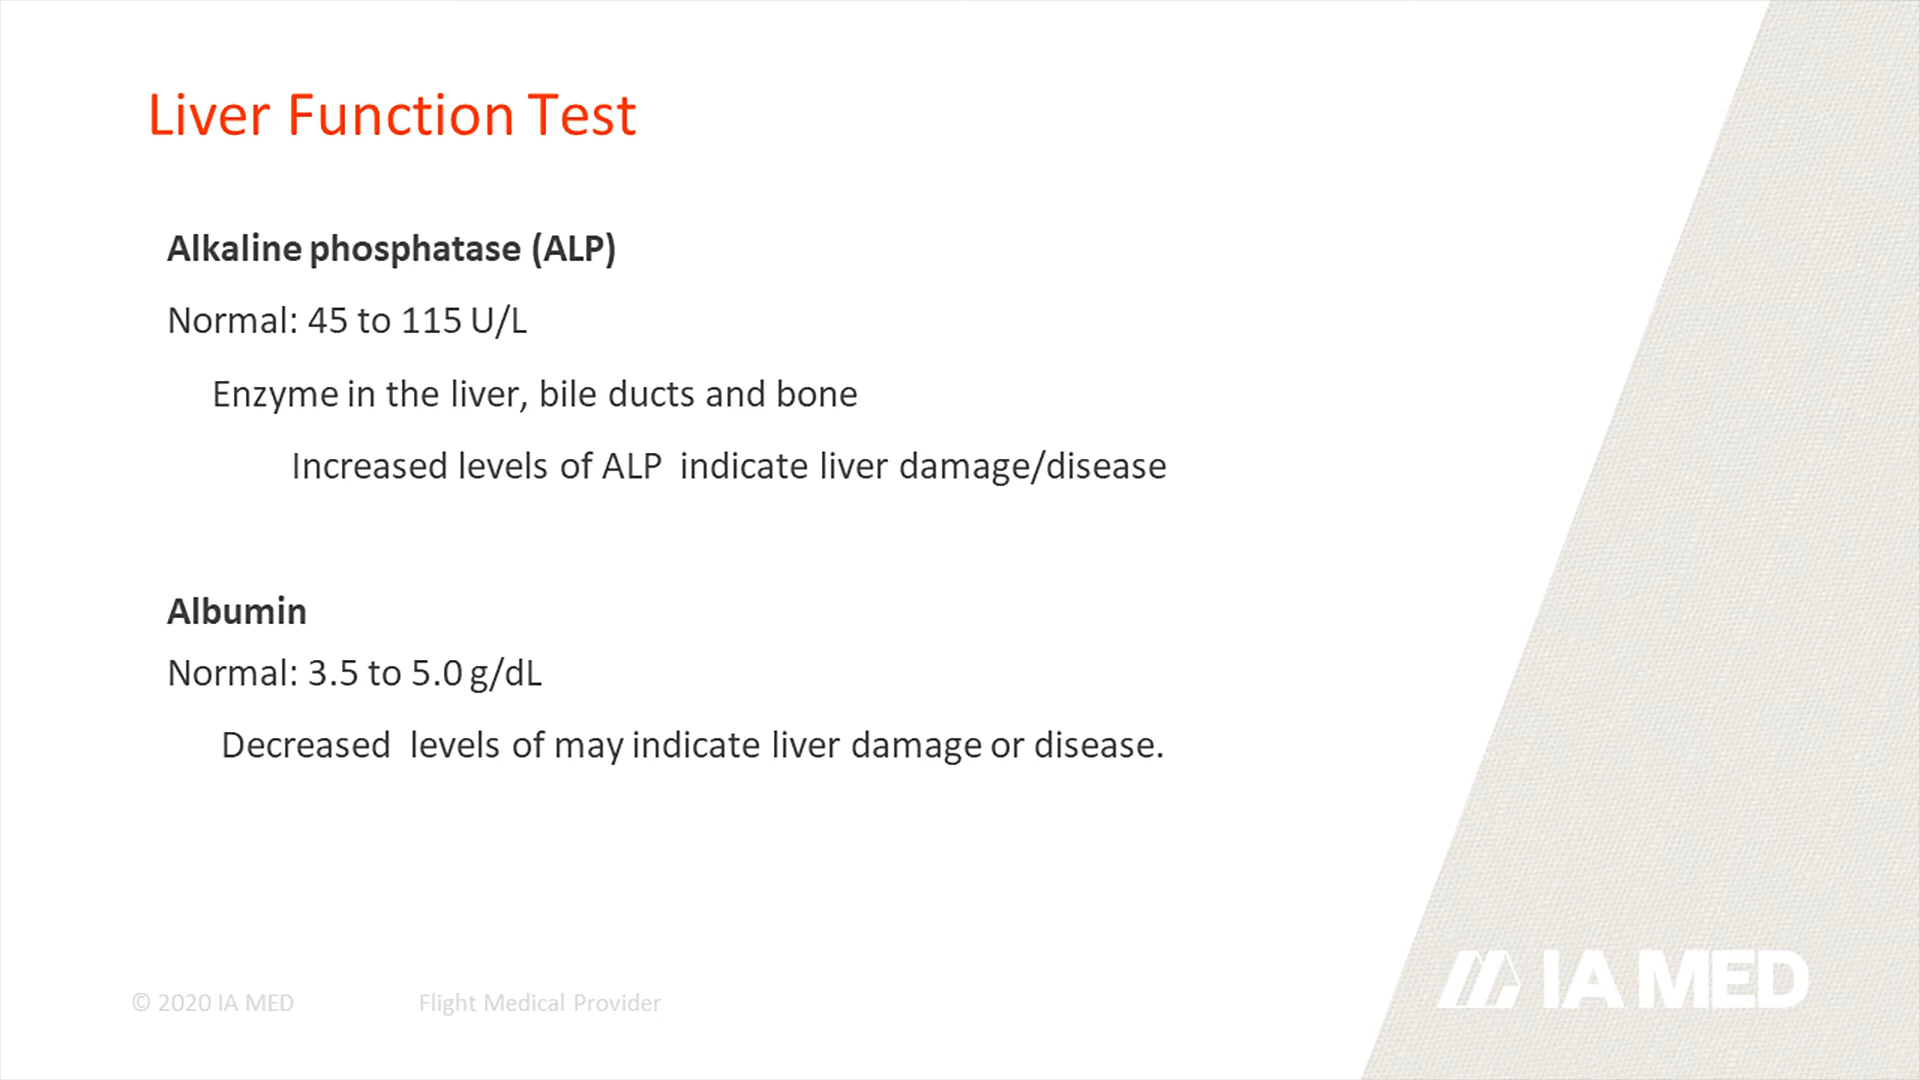 Liver Function Test
Alkaline phosphatase (ALP)
Normal: 45 to 115 U/L
Enzyme in the liver, bile ducts and bone
Increased levels of ALP indicate liver damage/disease
Albumin
Normal: 3.5 to 5.0 g/dL
Decreased levels of may indicate liver damage or disease.
© 2020 IA MED
Flight Medical Provider
IA MED